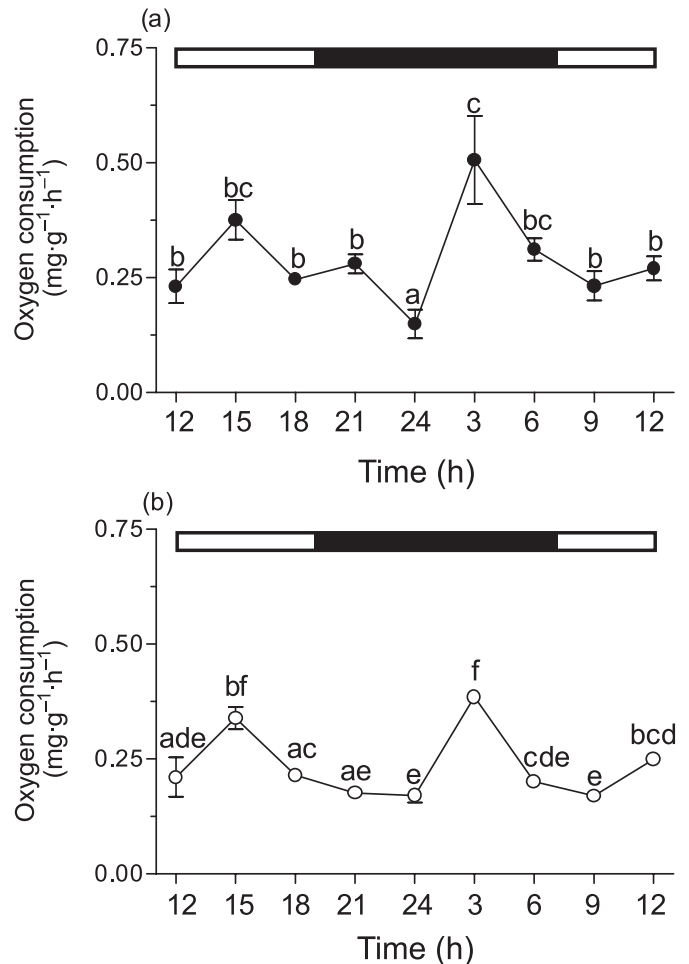 (a)
0.75
0.50
0.25
0.00
Oxygen consumption
(mg·g⁻¹·h⁻¹)
b
bc
b
b
a
c
bc
b
b
12 15 18 21 24 3 6 9 12
Time (h)
(b)
0.75
0.50
0.25
0.00
Oxygen consumption
(mg·g⁻¹·h⁻¹)
ade
bf
ac
ae
e
f
cde
e
bcd
12 15 18 21 24 3 6 9 12
Time (h)